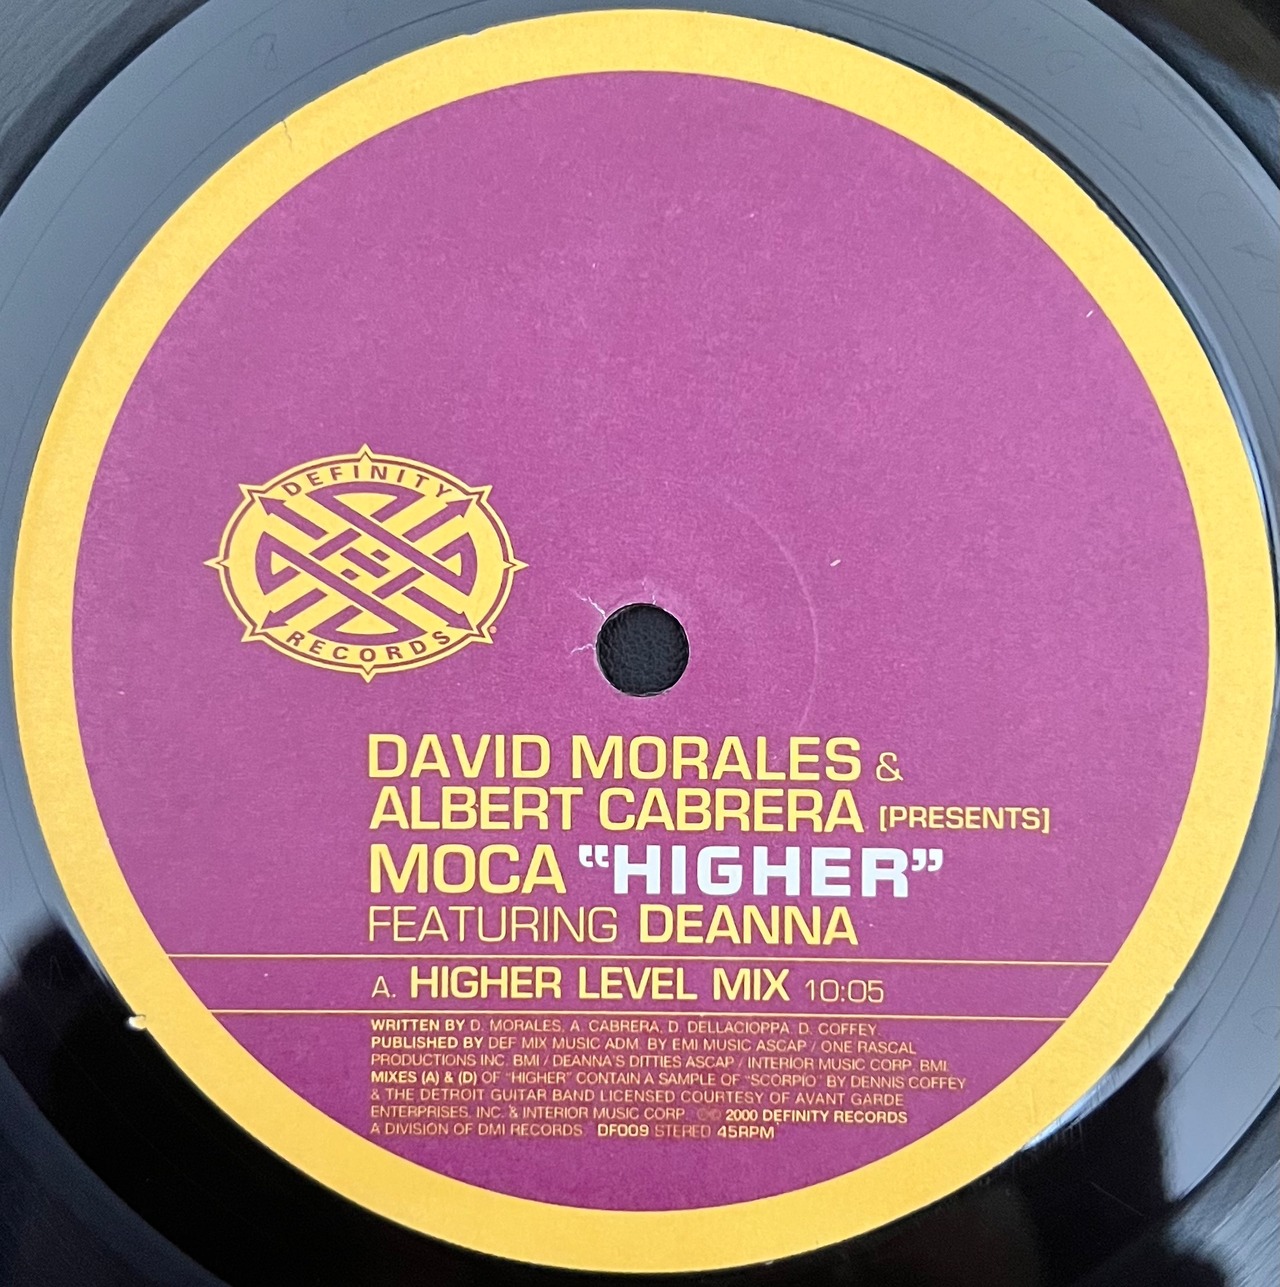 DEFINITY
RECORDS
DAVID MORALES &
ALBERT CABRERA [PRESENTS]
MOCA “HIGHER”
FEATURING DEANNA
A. HIGHER LEVEL MIX 10:05
WRITTEN BY D. MORALES, A. CABRERA, D. DELLACIOPPA, D. COFFEY.
PUBLISHED BY DEF MIX MUSIC ADM. BY EMI MUSIC ASCAP / ONE RASCAL
PRODUCTIONS INC. BMI / DEANNA'S DITTIES ASCAP / INTERIOR MUSIC CORP. BMI.
MIXES (A) & (D) OF "HIGHER" CONTAIN A SAMPLE OF "SCORPIO" BY DENNIS COFFEY
& THE DETROIT GUITAR BAND LICENSED COURTESY OF AVANT GARDE
ENTERPRISES, INC. & INTERIOR MUSIC CORP. ℗© 2000 DEFINITY RECORDS
A DIVISION OF DMI RECORDS DF009 STEREO 45RPM